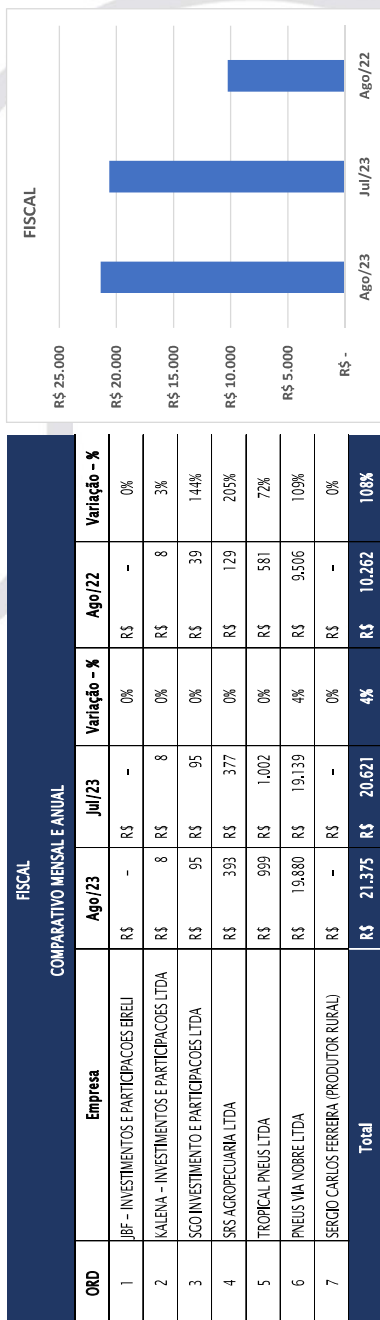 FISCAL
COMPARATIVO MENSAL E ANUAL
ORD Empresa Ago/23 Jul/23 Variação - % Ago/22 Variação - %
1 JBF - INVESTIMENTOS E PARTICIPACOES EIRELI R$ - R$ - 0% R$ - 0%
2 KALENA - INVESTIMENTOS E PARTICIPACOES LTDA R$ 8 R$ 8 0% R$ 8 3%
3 SGO INVESTIMENTO E PARTICIPACOES LTDA R$ 95 R$ 95 0% R$ 39 144%
4 SRS AGROPECUARIA LTDA R$ 393 R$ 377 0% R$ 129 205%
5 TROPICAL PNEUS LTDA R$ 999 R$ 1.002 0% R$ 581 72%
6 PNEUS VIA NOBRE LTDA R$ 19.880 R$ 19.139 4% R$ 9.506 109%
7 SERGIO CARLOS FERREIRA (PRODUTOR RURAL) R$ - R$ - 0% R$ - 0%
Total R$ 21.375 R$ 20.621 4% R$ 10.262 108%
FISCAL
R$ 25.000
R$ 20.000
R$ 15.000
R$ 10.000
R$ 5.000
R$ -
Ago/23 Jul/23 Ago/22